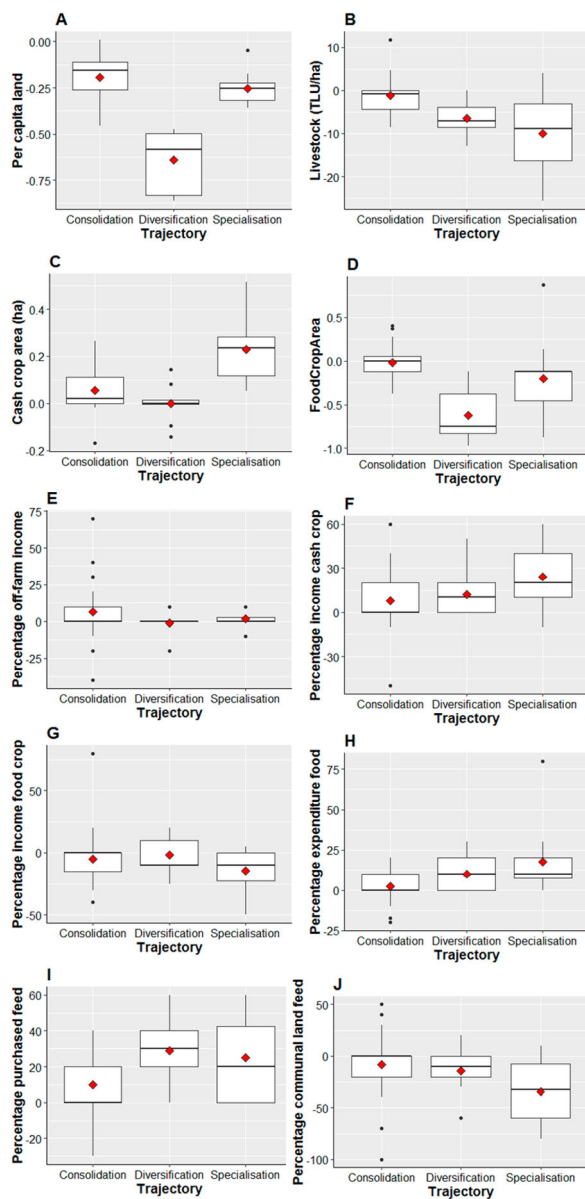 A
Per capita land
0.00
-0.25
-0.50
-0.75
Consolidation Diversification Specialisation
Trajectory
B
Livestock (TLU/ha)
10
0
-10
-20
Consolidation Diversification Specialisation
Trajectory
C
Cash crop area (ha)
0.4
0.2
0.0
-0.2
Consolidation Diversification Specialisation
Trajectory
D
FoodCropArea
0.5
0.0
-0.5
-1.0
Consolidation Diversification Specialisation
Trajectory
E
Percentage off-farm income
75
50
25
0
-25
Consolidation Diversification Specialisation
Trajectory
F
Percentage income cash crop
60
30
0
-30
Consolidation Diversification Specialisation
Trajectory
G
Percentage income food crop
50
-0
-50
Consolidation Diversification Specialisation
Trajectory
H
Percentage expenditure food
75
50
25
0
25
Consolidation Diversification Specialisation
Trajectory
I
Percentage purchased feed
60
40
20
0
-20
Consolidation Diversification Specialisation
Trajectory
J
Percentage communal land feed
50
-0
-50
-100
Consolidation Diversification Specialisation
Trajectory